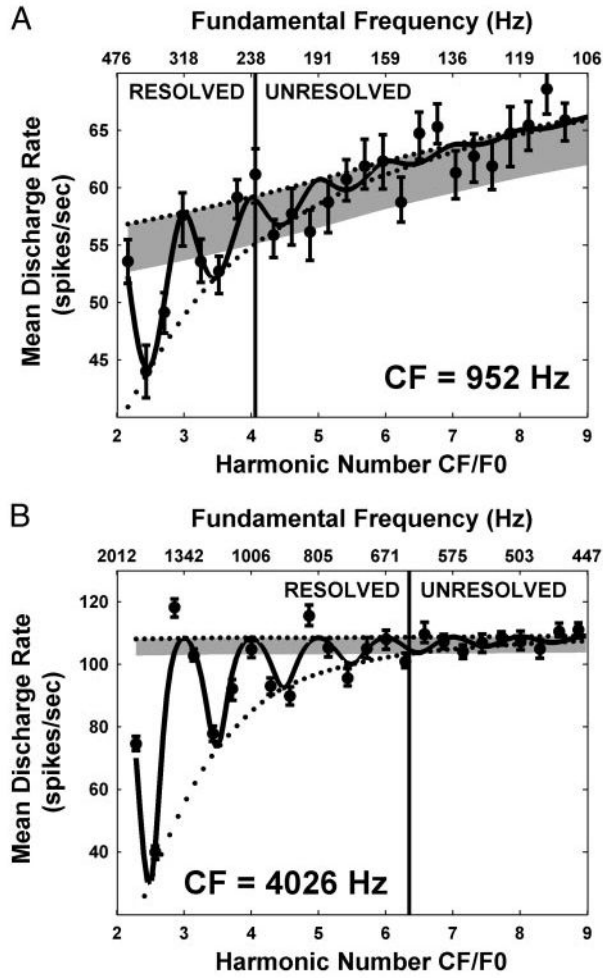 A
Fundamental Frequency (Hz)
476 318 238 191 159 136 119 106
RESOLVED UNRESOLVED
65
60
55
50
45
Mean Discharge Rate
(spikes/sec)
CF = 952 Hz
2 3 4 5 6 7 8 9
Harmonic Number CF/F0
B
Fundamental Frequency (Hz)
2012 1342 1006 805 671 575 503 447
RESOLVED UNRESOLVED
120
100
80
60
40
Mean Discharge Rate
(spikes/sec)
CF = 4026 Hz
2 3 4 5 6 7 8 9
Harmonic Number CF/F0